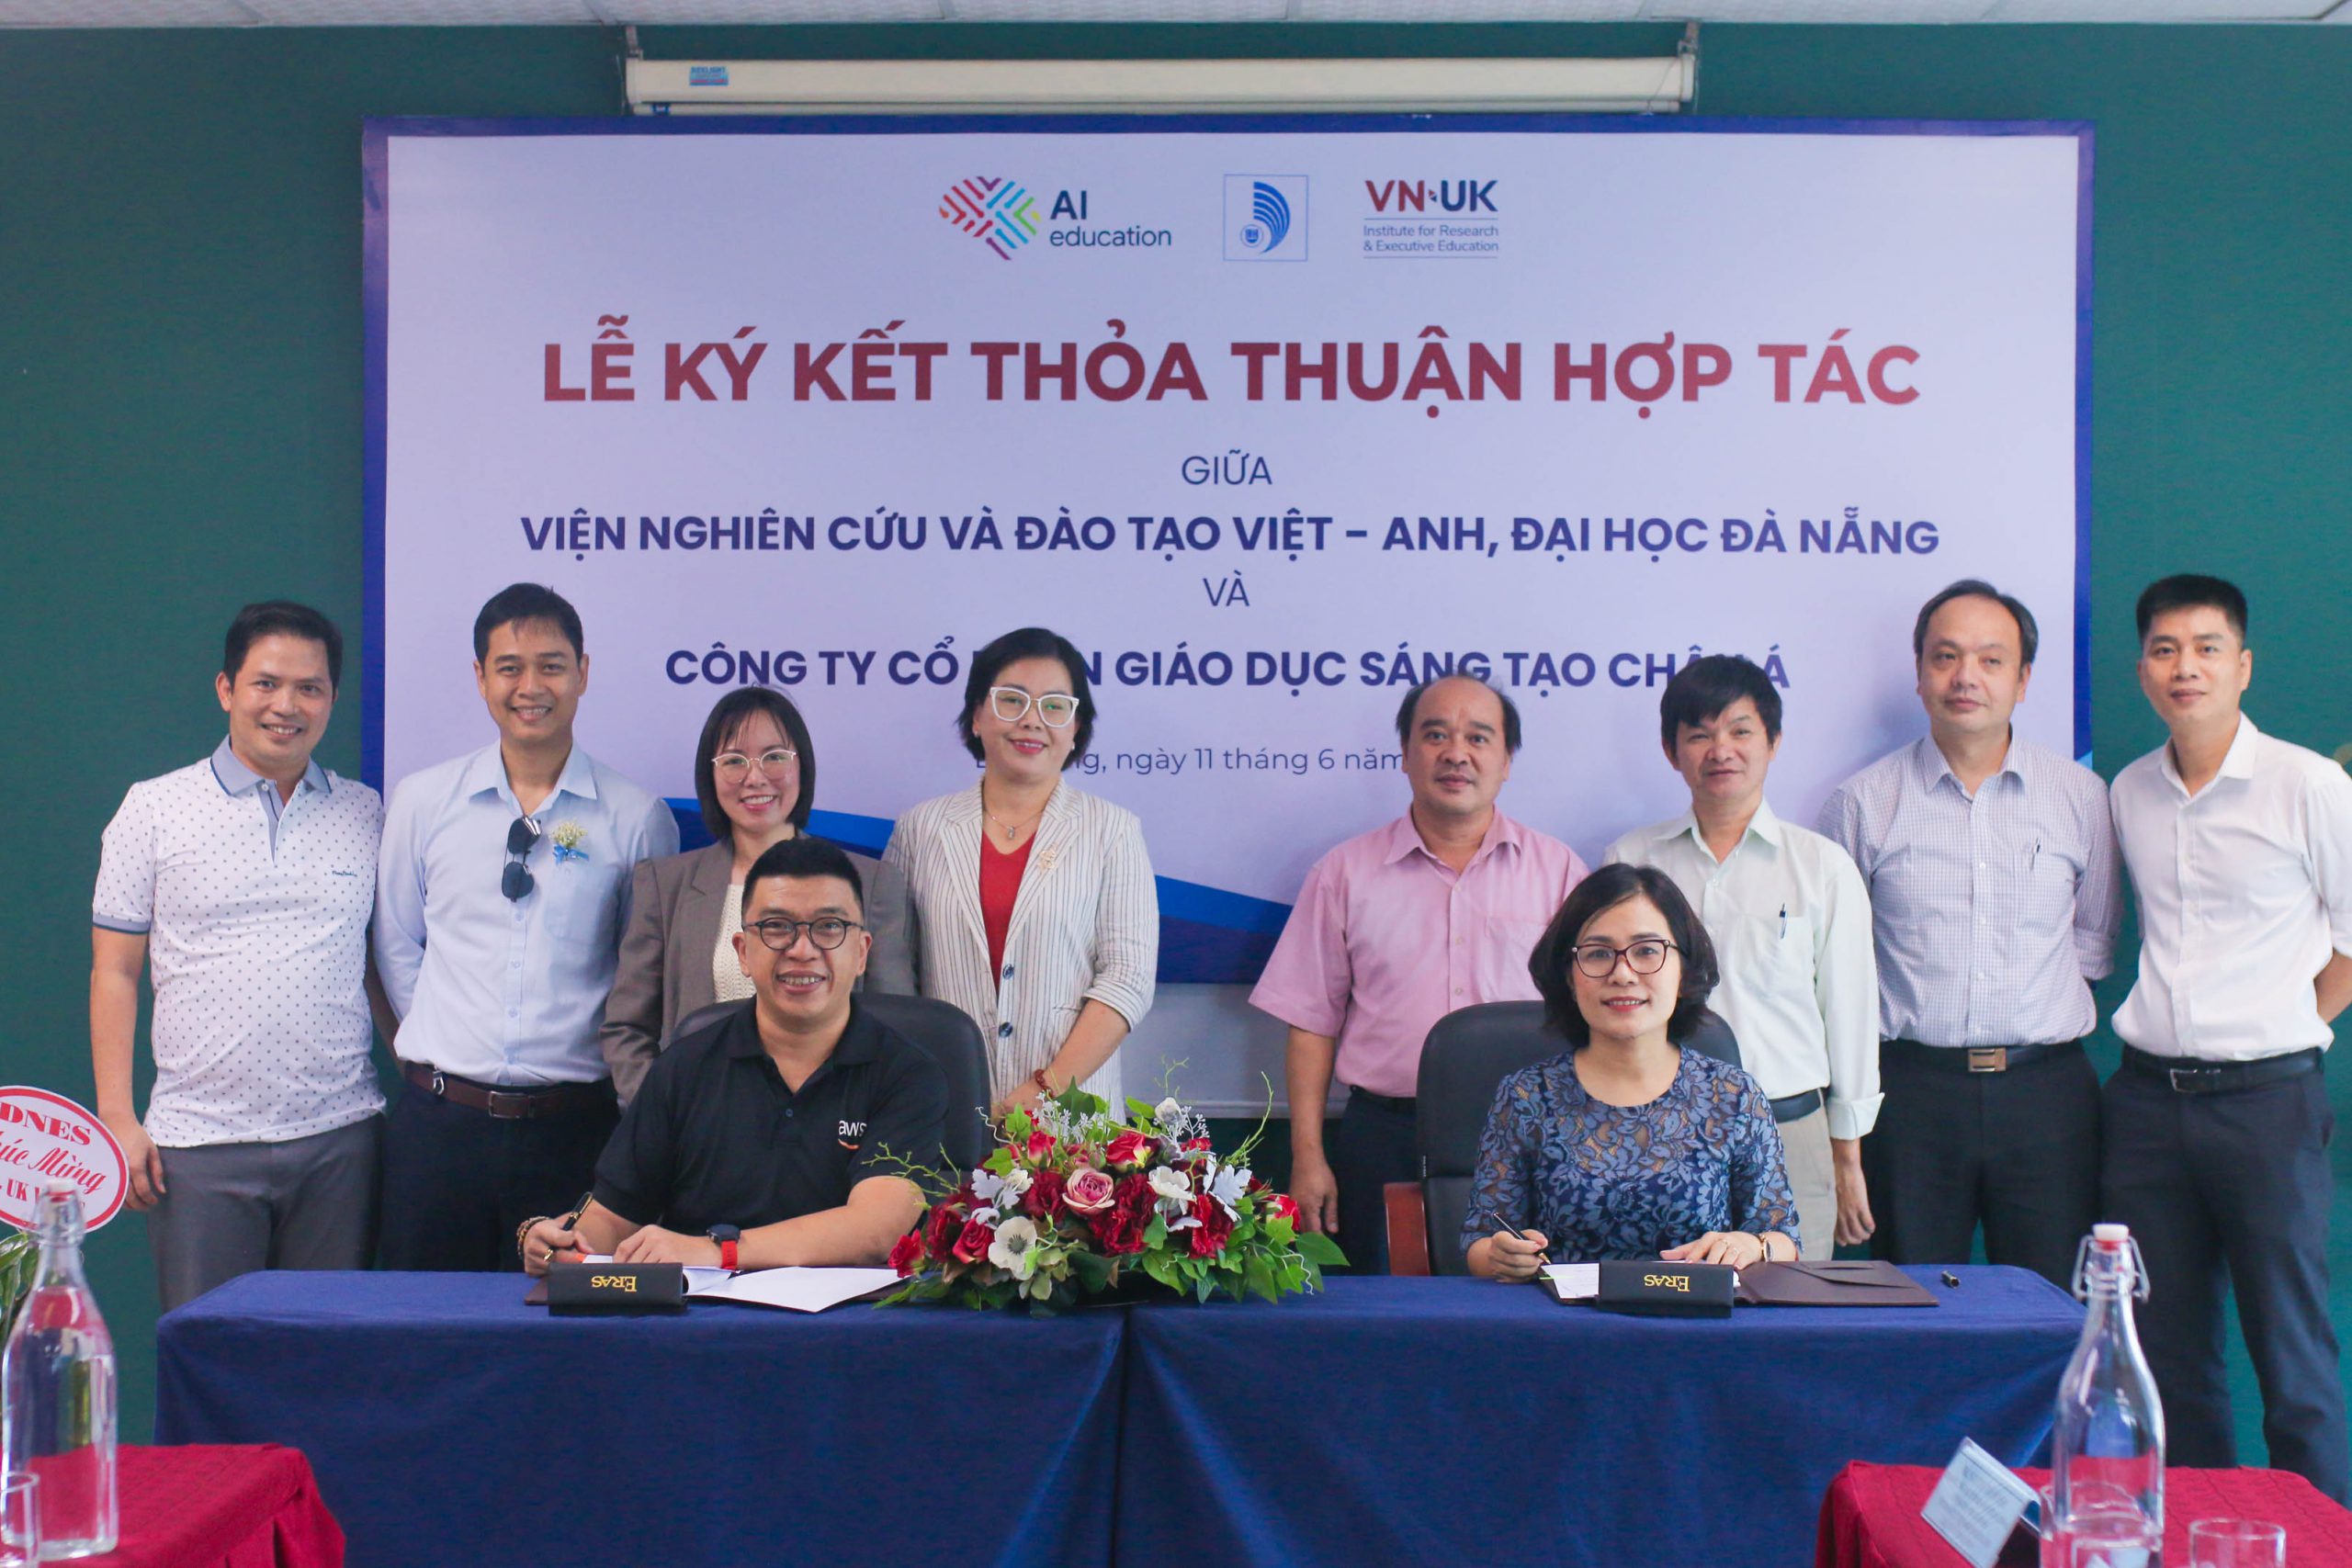 AI
education
VN UK
Institute for Research
& Executive Education
LỄ KÝ KẾT THỎA THUẬN HỢP TÁC
GIỮA
VIỆN NGHIÊN CỨU VÀ ĐÀO TẠO VIỆT - ANH, ĐẠI HỌC ĐÀ NẴNG
VÀ
CÔNG TY CỔ GIÁO DỤC SÁNG TẠO CHÂU Á
ngày 11 tháng 6 năm
aws
DNES
Mừng
UK
ERAS
ERAS